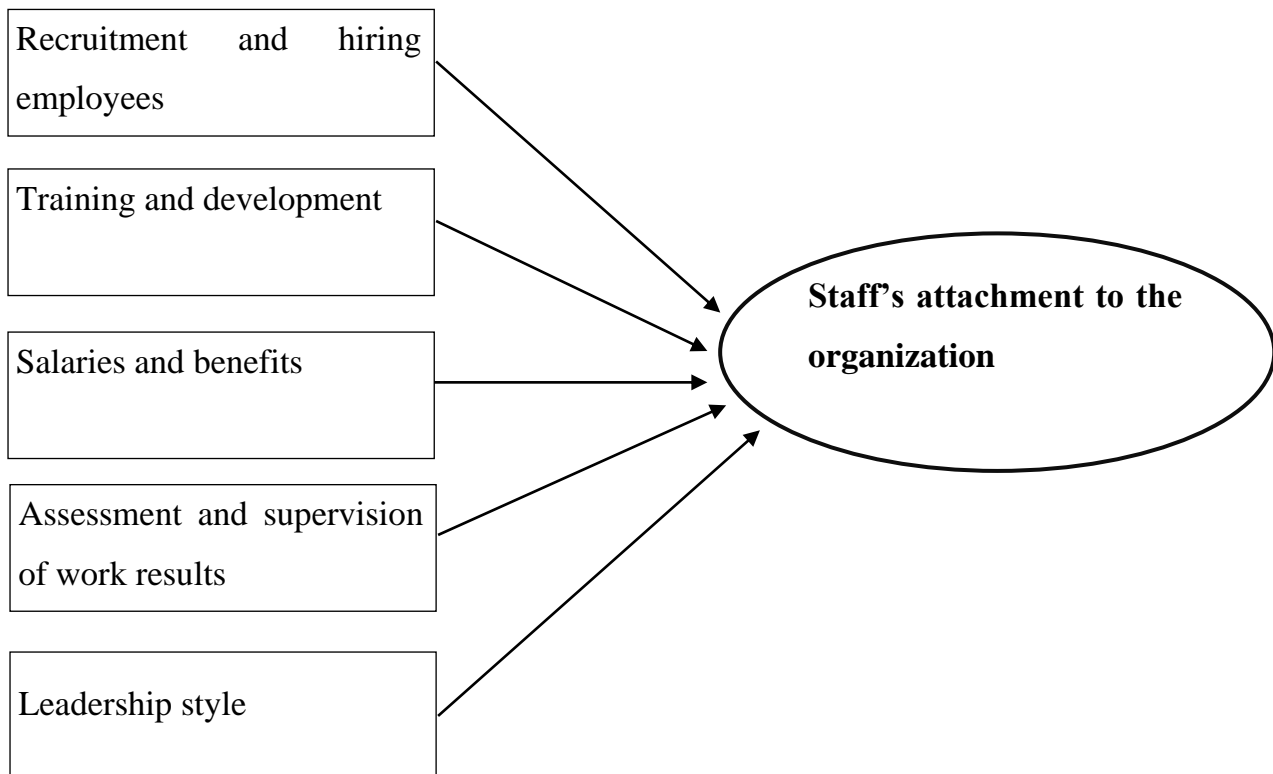 Recruitment and hiring
employees
Training and development
Salaries and benefits
Assessment and supervision
of work results
Leadership style
Staff’s attachment to the
organization